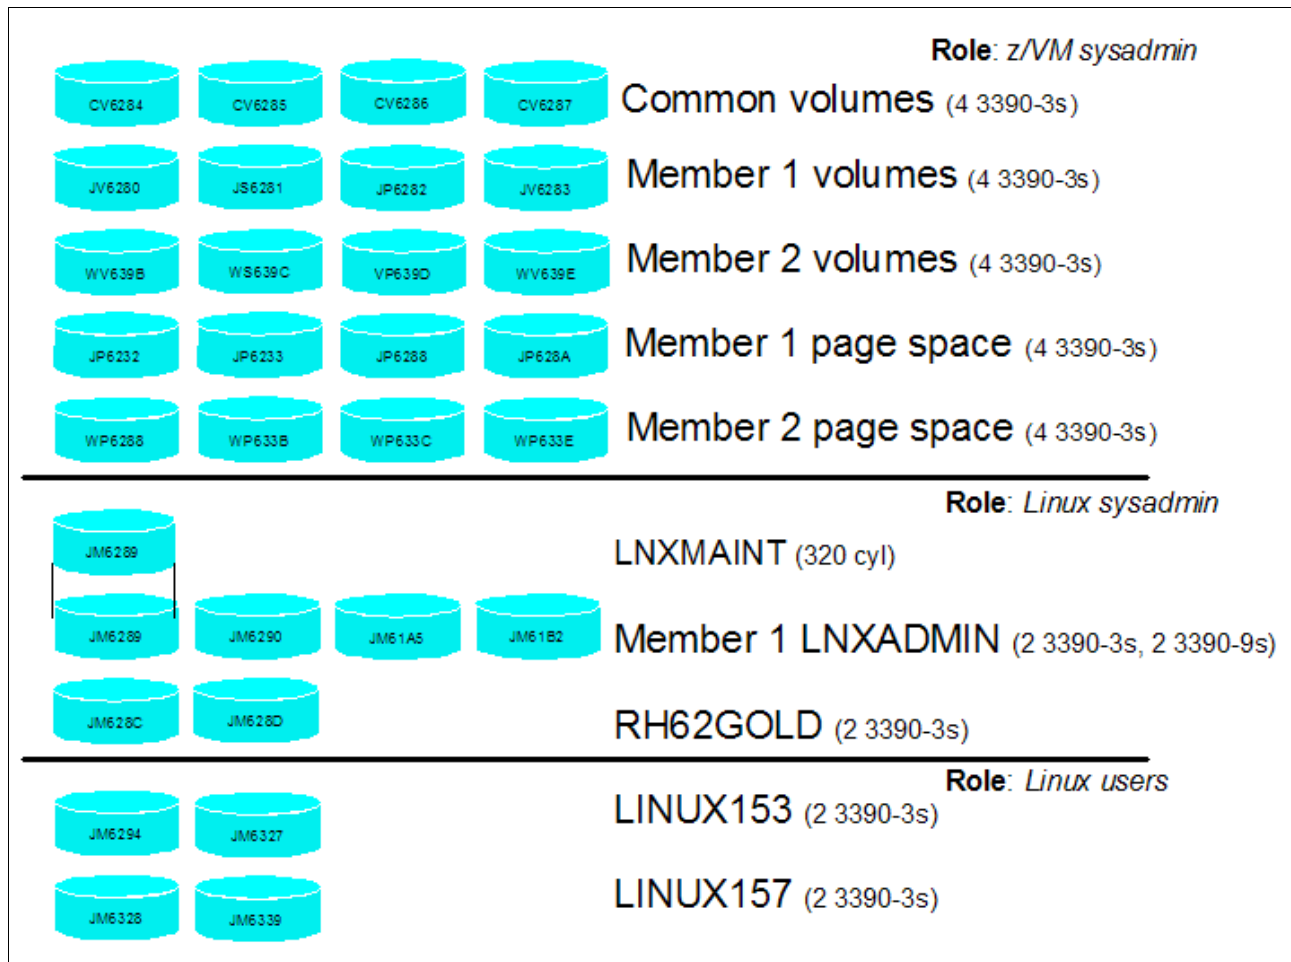 Role: z/VM sysadmin
CV6284 CV6285 CV6286 CV6287 Common volumes (4 3390-3s)
JV6280 JS6281 JP6282 JV6283 Member 1 volumes (4 3390-3s)
WV639B WS639C VP639D WV639E Member 2 volumes (4 3390-3s)
JP6232 JP6233 JP6288 JP628A Member 1 page space (4 3390-3s)
WP6288 WP633B WP633C WP633E Member 2 page space (4 3390-3s)
Role: Linux sysadmin
JM6289 LNXMAINT (320 cyl)
JM6289 JM6290 JM61A5 JM61B2 Member 1 LNXADMIN (2 3390-3s, 2 3390-9s)
JM628C JM628D RH62GOLD (2 3390-3s)
Role: Linux users
JM6294 JM6327 LINUX153 (2 3390-3s)
JM6328 JM6339 LINUX157 (2 3390-3s)